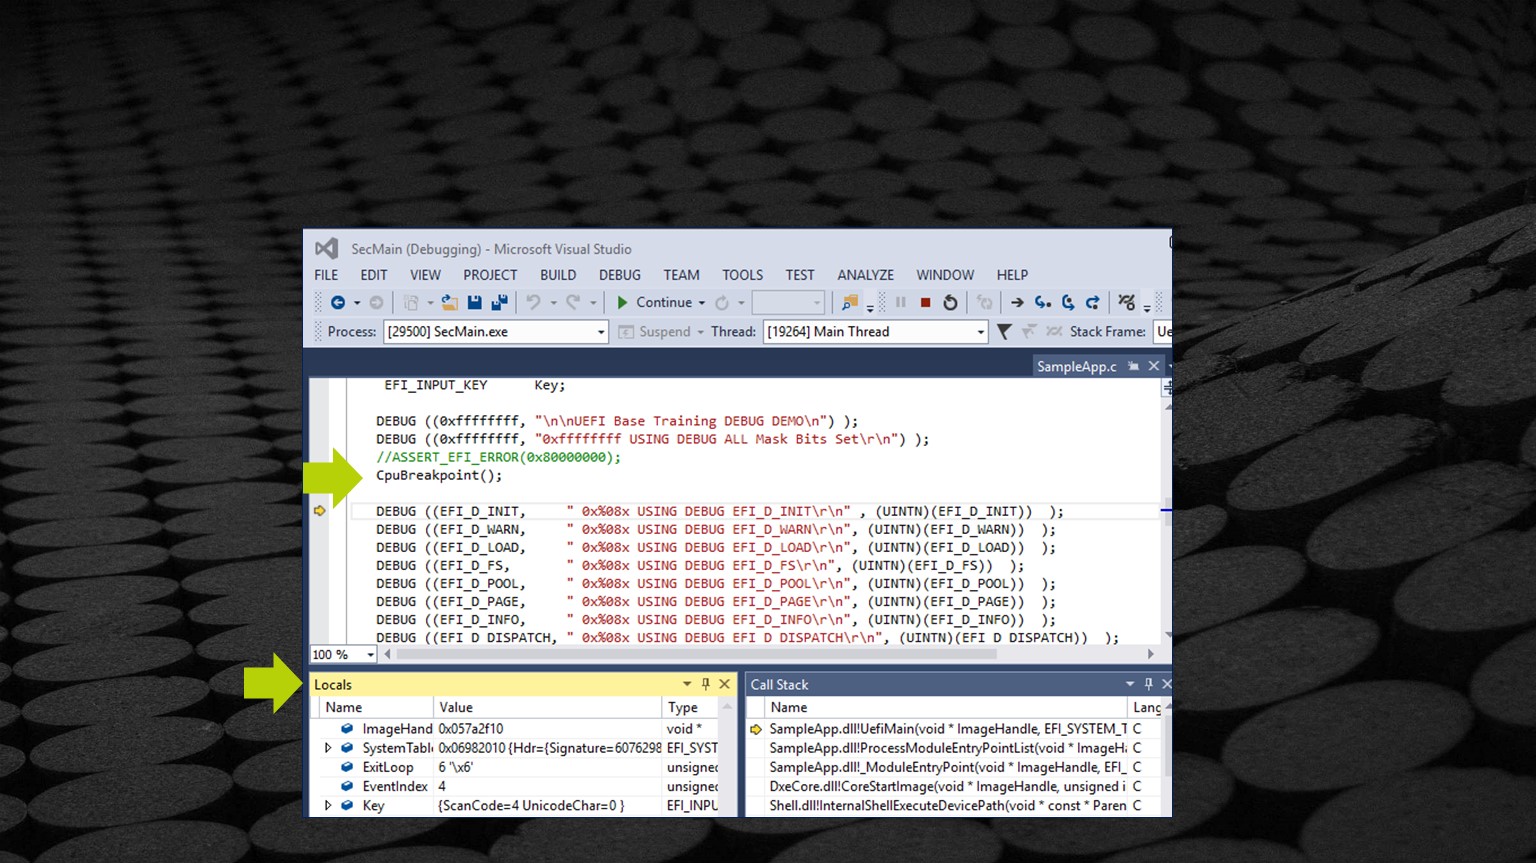 SecMain (Debugging) - Microsoft Visual Studio
FILE EDIT VIEW PROJECT BUILD DEBUG TEAM TOOLS TEST ANALYZE WINDOW HELP
Continue
Process: [29500] SecMain.exe Suspend Thread: [19264] Main Thread Stack Frame: Ue
SampleApp.c
EFI_INPUT_KEY Key;
DEBUG ((0xffffffff, "\n\nUEFI Base Training DEBUG DEMO\n") );
DEBUG ((0xffffffff, "0xffffffff USING DEBUG ALL Mask Bits Set\r\n") );
//ASSERT_EFI_ERROR(0x80000000);
CpuBreakpoint();
DEBUG ((EFI_D_INIT, " 0x%08x USING DEBUG EFI_D_INIT\r\n" , (UINTN)(EFI_D_INIT)) );
DEBUG ((EFI_D_WARN, " 0x%08x USING DEBUG EFI_D_WARN\r\n", (UINTN)(EFI_D_WARN)) );
DEBUG ((EFI_D_LOAD, " 0x%08x USING DEBUG EFI_D_LOAD\r\n", (UINTN)(EFI_D_LOAD)) );
DEBUG ((EFI_D_FS, " 0x%08x USING DEBUG EFI_D_FS\r\n", (UINTN)(EFI_D_FS)) );
DEBUG ((EFI_D_POOL, " 0x%08x USING DEBUG EFI_D_POOL\r\n", (UINTN)(EFI_D_POOL)) );
DEBUG ((EFI_D_PAGE, " 0x%08x USING DEBUG EFI_D_PAGE\r\n", (UINTN)(EFI_D_PAGE)) );
DEBUG ((EFI_D_INFO, " 0x%08x USING DEBUG EFI_D_INFO\r\n", (UINTN)(EFI_D_INFO)) );
DEBUG ((EFI_D_DISPATCH, " 0x%08x USING DEBUG EFI_D_DISPATCH\r\n", (UINTN)(EFI_D_DISPATCH)) );
100 %
Locals
Name Value Type
ImageHand 0x057a2f10 void *
SystemTabl 0x06982010 {Hdr={Signature=6076298 EFI_SYST
ExitLoop 6 '\x6' unsigned
EventIndex 4 unsigned
Key {ScanCode=4 UnicodeChar=0 } EFI_INPU
Call Stack
Name Lang
SampleApp.dll!UefiMain(void * ImageHandle, EFI_SYSTEM_T C
SampleApp.dll!ProcessModuleEntryPointList(void * ImageHa C
SampleApp.dll!_ModuleEntryPoint(void * ImageHandle, EFI_ C
DxeCore.dll!CoreStartImage(void * ImageHandle, unsigned i C
Shell.dll!InternalShellExecuteDevicePath(void * const * Paren C